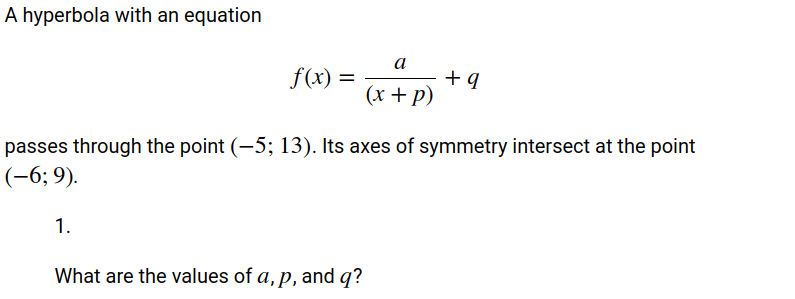 A hyperbola with an equation
f(x) = a/(x + p) + q
passes through the point (−5; 13). Its axes of symmetry intersect at the point
(−6; 9).
1.
What are the values of a, p, and q?